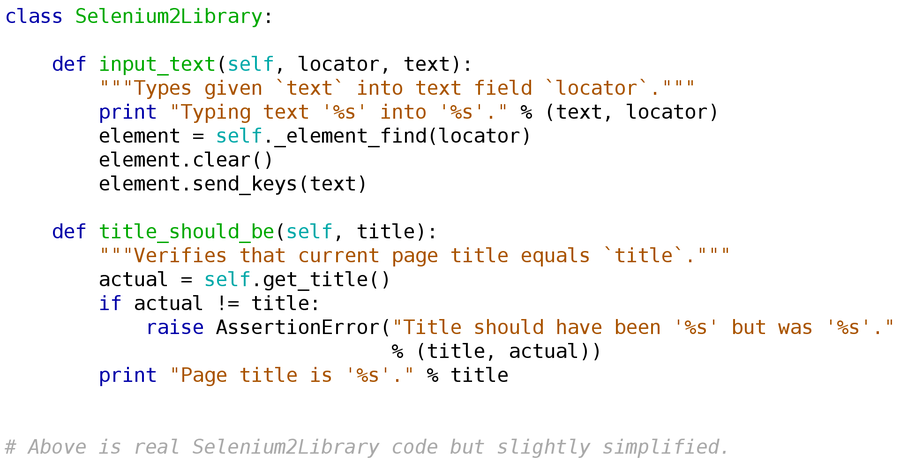 class Selenium2Library:
    def input_text(self, locator, text):
        """Types given `text` into text field `locator`."""
        print "Typing text '%s' into '%s'." % (text, locator)
        element = self._element_find(locator)
        element.clear()
        element.send_keys(text)
    def title_should_be(self, title):
        """Verifies that current page title equals `title`."""
        actual = self.get_title()
        if actual != title:
            raise AssertionError("Title should have been '%s' but was '%s'."
                                 % (title, actual))
        print "Page title is '%s'." % title
# Above is real Selenium2Library code but slightly simplified.